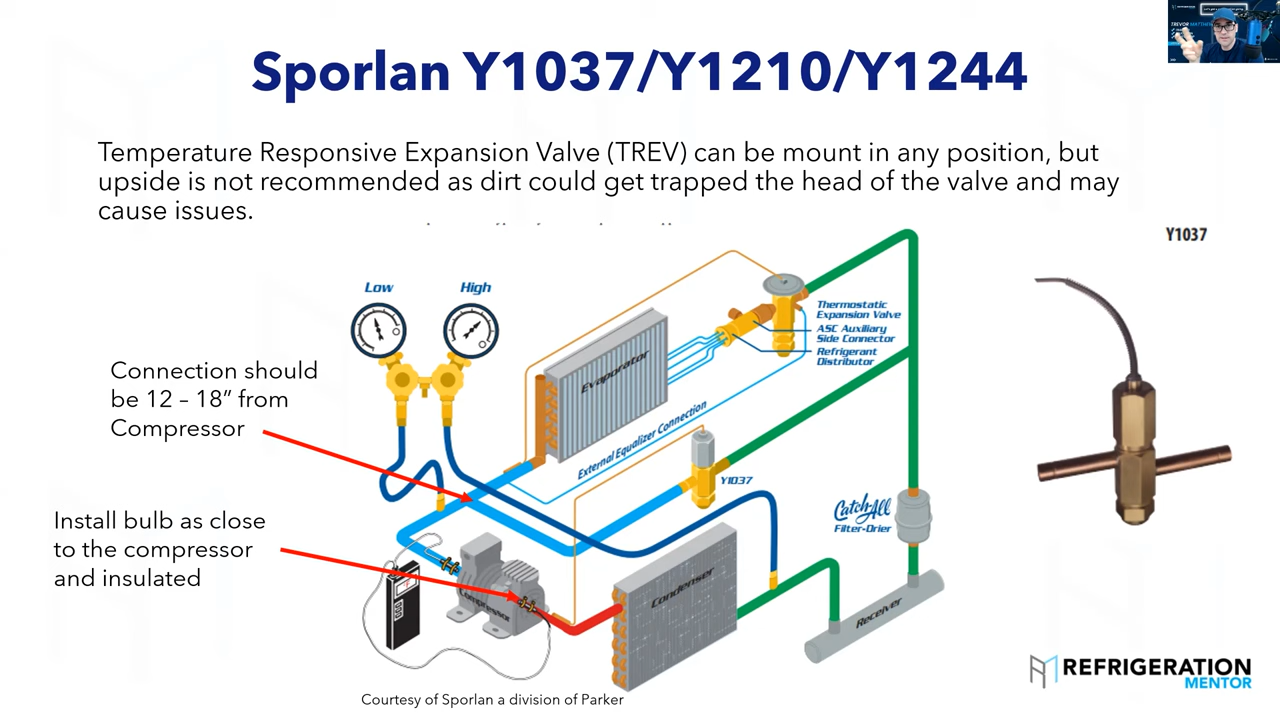 Sporlan Y1037/Y1210/Y1244
Temperature Responsive Expansion Valve (TREV) can be mount in any position, but
upside is not recommended as dirt could get trapped the head of the valve and may
cause issues.
Y1037
Low
High
Thermostatic
Expansion Valve
ASC Auxiliary
Side Connector
Refrigerant
Distributor
Evaporator
Connection should
be 12 – 18” from
Compressor
External Equalizer Connection
Y1037
Catch-All
Filter-Drier
Install bulb as close
to the compressor
and insulated
Compressor
Condenser
Receiver
REFRIGERATION
MENTOR
Courtesy of Sporlan a division of Parker